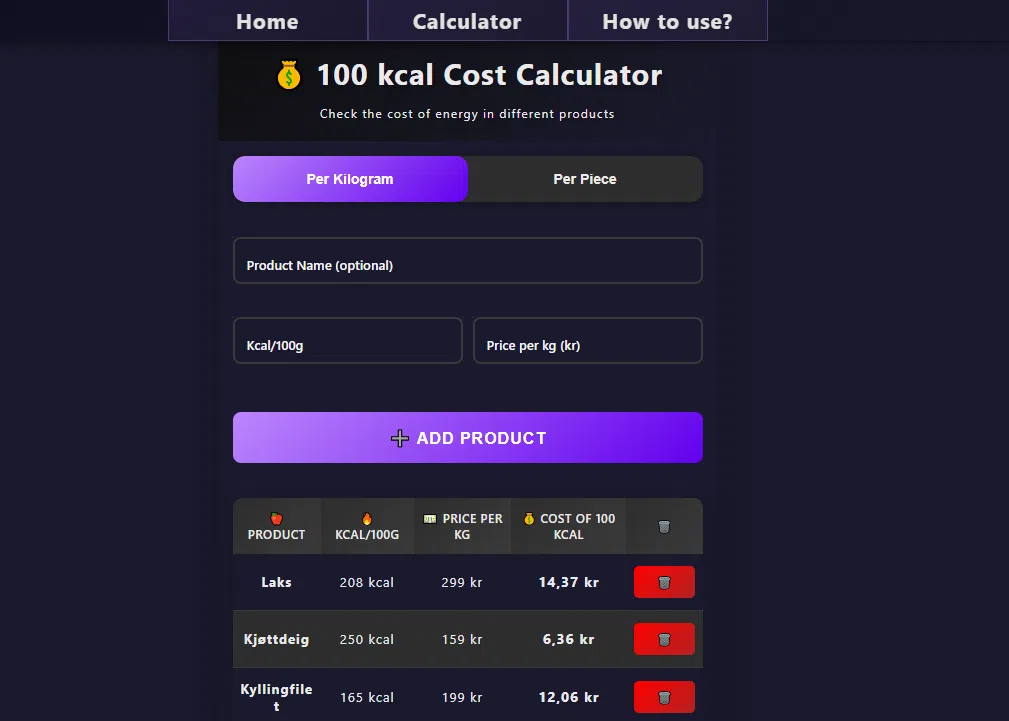 Home Calculator How to use?
💰 100 kcal Cost Calculator
Check the cost of energy in different products
Per Kilogram Per Piece
Product Name (optional)
Kcal/100g Price per kg (kr)
➕ ADD PRODUCT
🍎 PRODUCT 🔥 KCAL/100G 💵 PRICE PER KG 💰 COST OF 100 KCAL 🗑️
Laks 208 kcal 299 kr 14,37 kr 🗑️
Kjøttdeig 250 kcal 159 kr 6,36 kr 🗑️
Kyllingfilet 165 kcal 199 kr 12,06 kr 🗑️